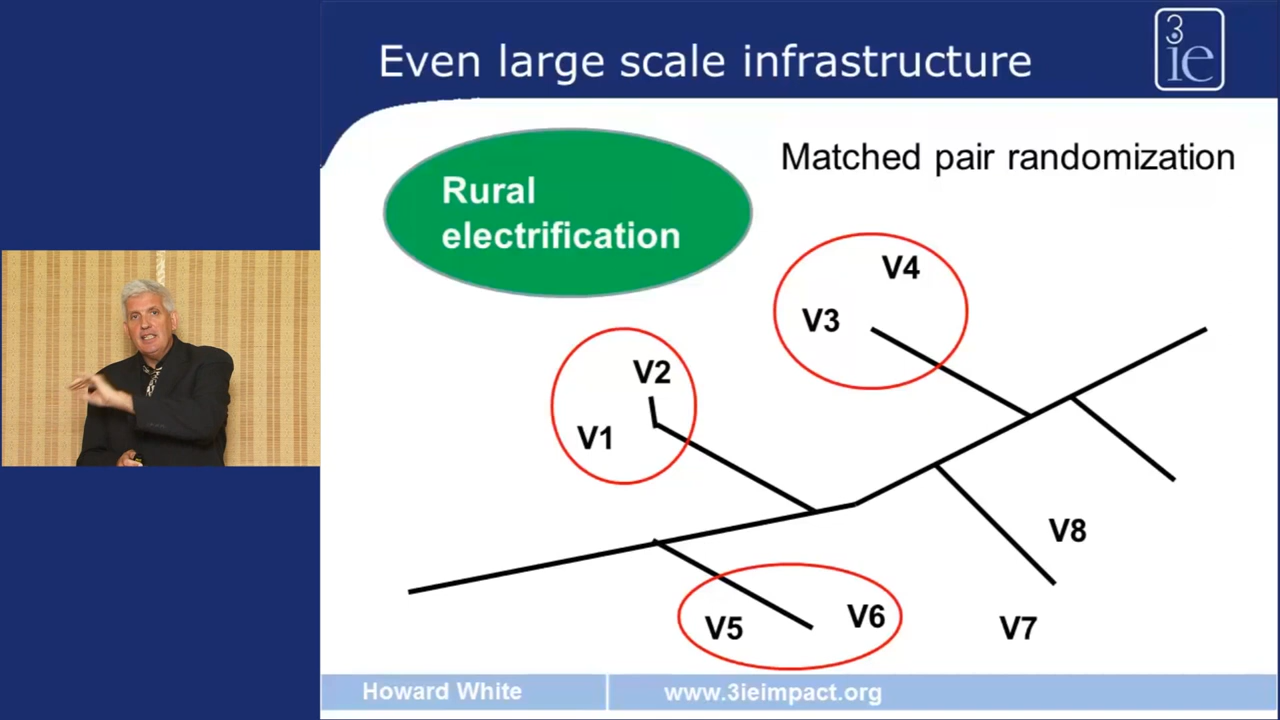 Even large scale infrastructure
3
ie
Matched pair randomization
Rural
electrification
V4
V3
V2
V1
V8
V6
V5
V7
Howard White
www.3ieimpact.org